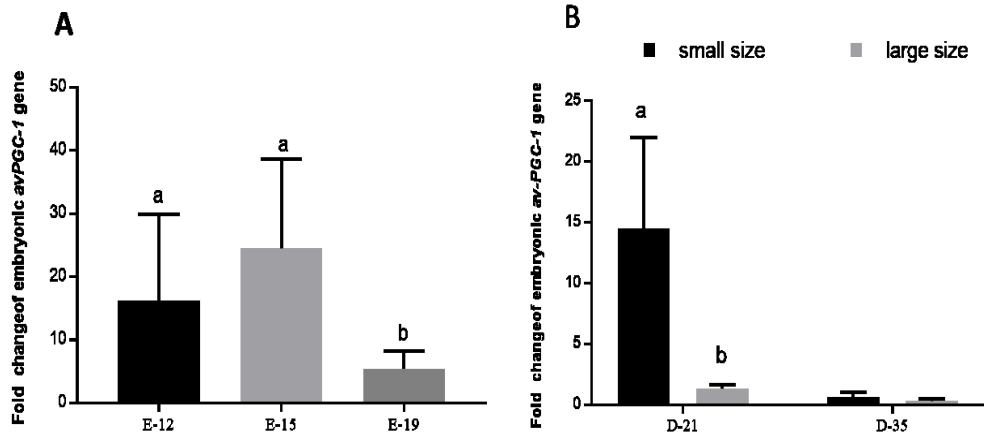 A
Fold changeof embryonic avPGC-1 gene
50
40
30
20
10
0
a
a
b
E-12
E-15
E-19
B
small size
large size
Fold changeof embryonic av-PGC-1 gene
25
20
15
10
5
0
a
b
D-21
D-35